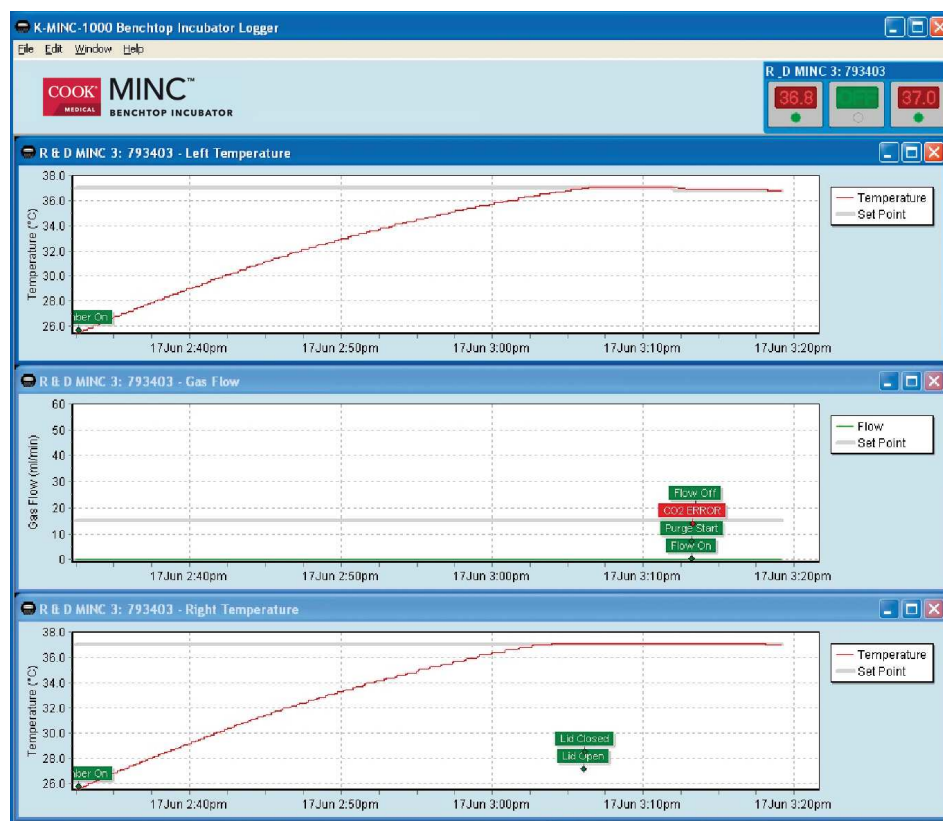 K-MINC-1000 Benchtop Incubator Logger
File Edit Window Help
COOK®
MEDICAL
MINC™
BENCHTOP INCUBATOR
R _D MINC 3: 793403
36.8
37.0
R & D MINC 3: 793403 - Left Temperature
Temperature (°C)
38.0
36.0
34.0
32.0
30.0
28.0
26.0
nber On
17Jun 2:40pm 17Jun 2:50pm 17Jun 3:00pm 17Jun 3:10pm 17Jun 3:20pm
Temperature
Set Point
R & D MINC 3: 793403 - Gas Flow
Gas Flow (ml/min)
60
50
40
30
20
10
0
Flow Off
CO2 ERROR
Purge Start
Flow On
17Jun 2:40pm 17Jun 2:50pm 17Jun 3:00pm 17Jun 3:10pm 17Jun 3:20pm
Flow
Set Point
R & D MINC 3: 793403 - Right Temperature
Temperature (°C)
38.0
36.0
34.0
32.0
30.0
28.0
26.0
nber On
Lid Closed
Lid Open
17Jun 2:40pm 17Jun 2:50pm 17Jun 3:00pm 17Jun 3:10pm 17Jun 3:20pm
Temperature
Set Point